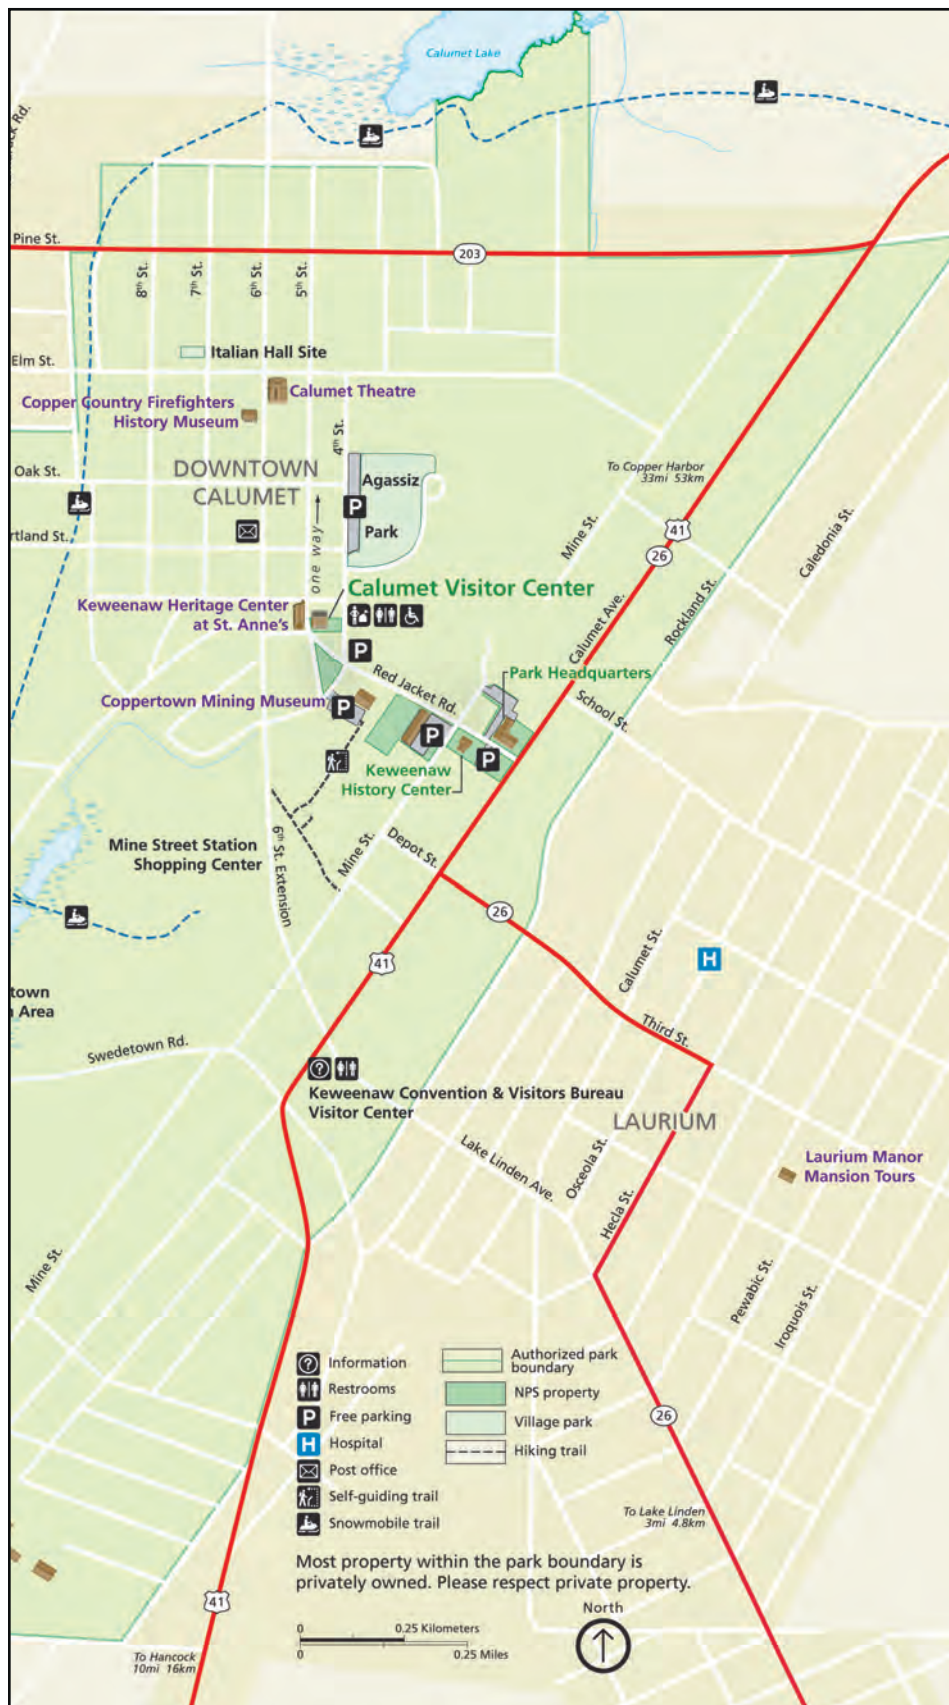 Calumet Lake
Rd.
Pine St.
203
8th St.
7th St.
6th St.
5th St.
Italian Hall Site
Elm St.
Calumet Theatre
Copper Country Firefighters
History Museum
4th St.
Oak St.
DOWNTOWN
CALUMET
To Copper Harbor
33mi 53km
P
Agassiz
Park
Mine St.
41
26
Caledonia St.
rtland St.
one way
Calumet Visitor Center
Keweenaw Heritage Center
at St. Anne's
Calumet Ave.
Rockland St.
P
Red Jacket Rd.
Park Headquarters
School St.
Coppertown Mining Museum
P
P
P
Keweenaw
History Center
Mine Street Station
Shopping Center
6th St. Extension
Mine St.
Depot St.
26
41
Calumet St.
H
town
n Area
Third St.
Swedetown Rd.
?
Keweenaw Convention & Visitors Bureau
Visitor Center
LAURIUM
Lake Linden Ave.
Osceola St.
Laurium Manor
Mansion Tours
Hecla St.
Mine St.
Pewabic St.
Iroquois St.
? Information
Restrooms
P Free parking
H Hospital
Post office
Self-guiding trail
Snowmobile trail
Authorized park
boundary
NPS property
Village park
Hiking trail
26
To Lake Linden
3mi 4.8km
Most property within the park boundary is
privately owned. Please respect private property.
41
North
0 0.25 Kilometers
0 0.25 Miles
To Hancock
10mi 16km